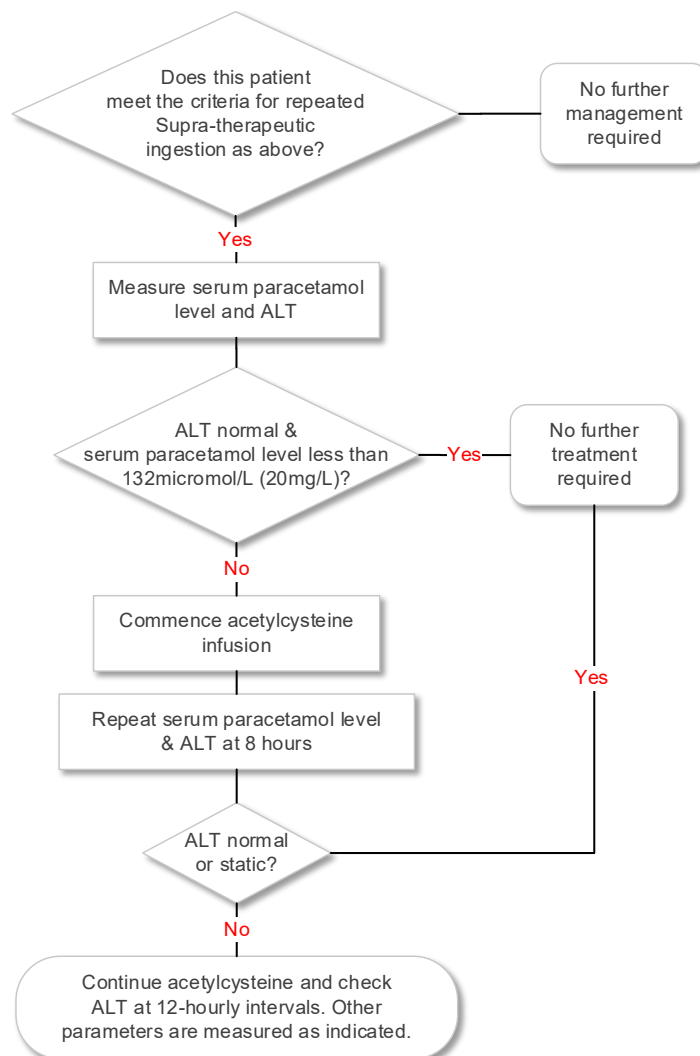 Does this patient
meet the criteria for repeated
Supra-therapeutic
ingestion as above?
No further
management
required
Yes
Measure serum paracetamol
level and ALT
ALT normal &
serum paracetamol level less than
132micromol/L (20mg/L)?
Yes
No further
treatment
required
No
Commence acetylcysteine
infusion
Yes
Repeat serum paracetamol level
& ALT at 8 hours
ALT normal
or static?
No
Continue acetylcysteine and check
ALT at 12-hourly intervals. Other
parameters are measured as indicated.